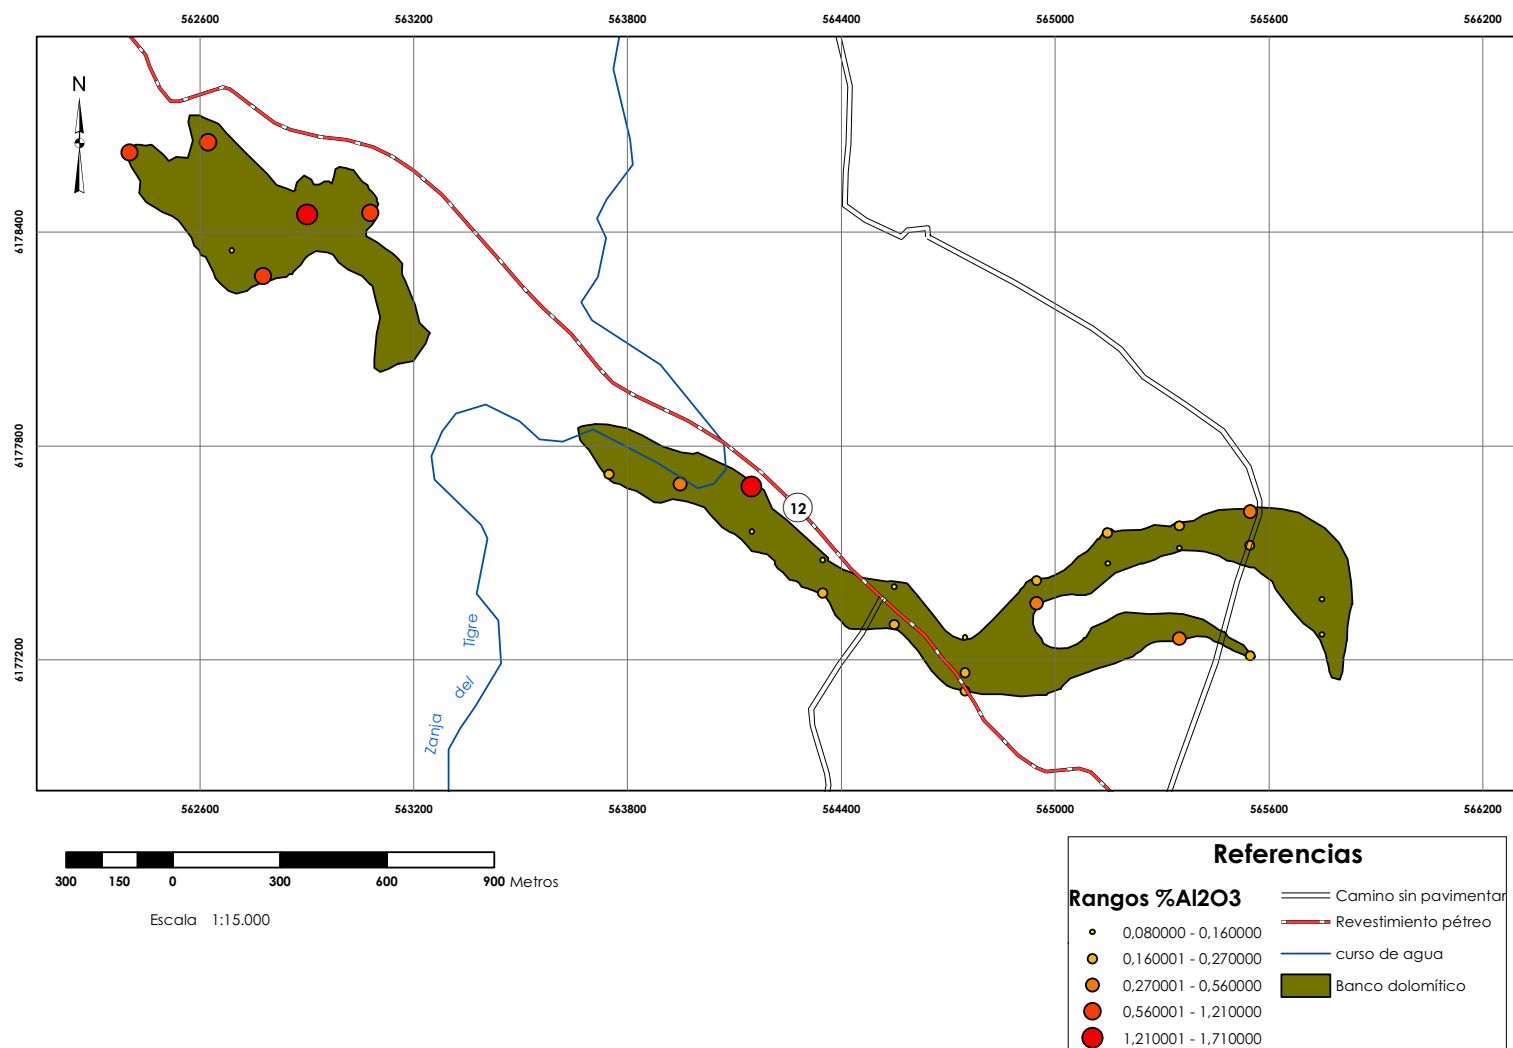 562600 563200 563800 564400 565000 565600 566200
N
6178400
6177800
12
Tigre
6177200
del
Zanja
562600 563200 563800 564400 565000 565600 566200
Referencias
300 150 0 300 600 900 Metros
Rangos %Al2O3
Camino sin pavimentar
Escala 1:15.000
Revestimiento pétreo
0,080000 - 0,160000
curso de agua
0,160001 - 0,270000
0,270001 - 0,560000
Banco dolomítico
0,560001 - 1,210000
1,210001 - 1,710000